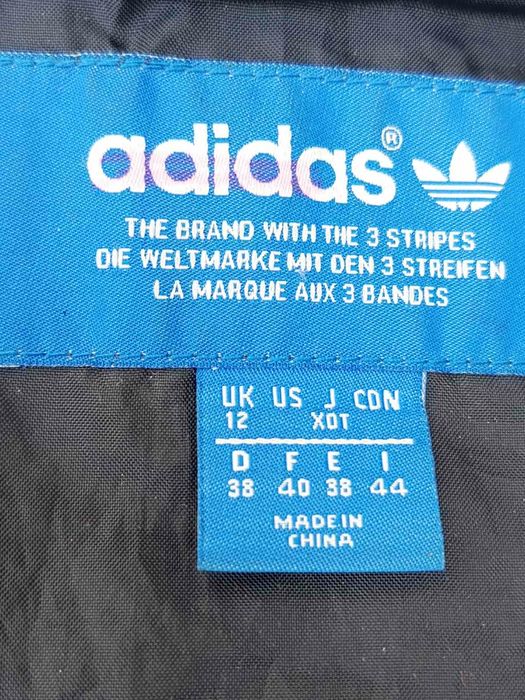 adidas®
THE BRAND WITH THE 3 STRIPES
DIE WELTMARKE MIT DEN 3 STREIFEN
LA MARQUE AUX 3 BANDES
UK US J CDN
12 XOT
D F E I
38 40 38 44
MADE IN
CHINA